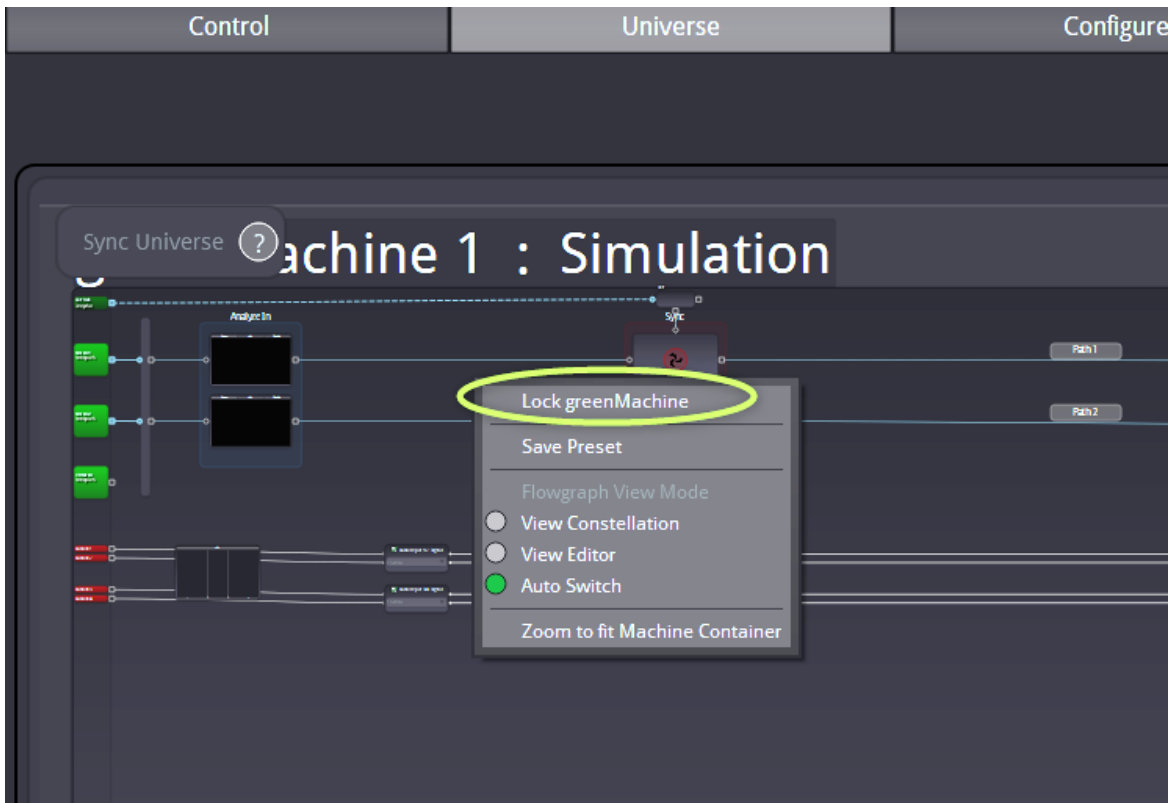 Control
Universe
Configure
Sync Universe ?
achine 1 : Simulation
Analyze In
Sync
Path 1
Path 2
Lock greenMachine
Save Preset
Flowgraph View Mode
View Constellation
View Editor
Auto Switch
Zoom to fit Machine Container